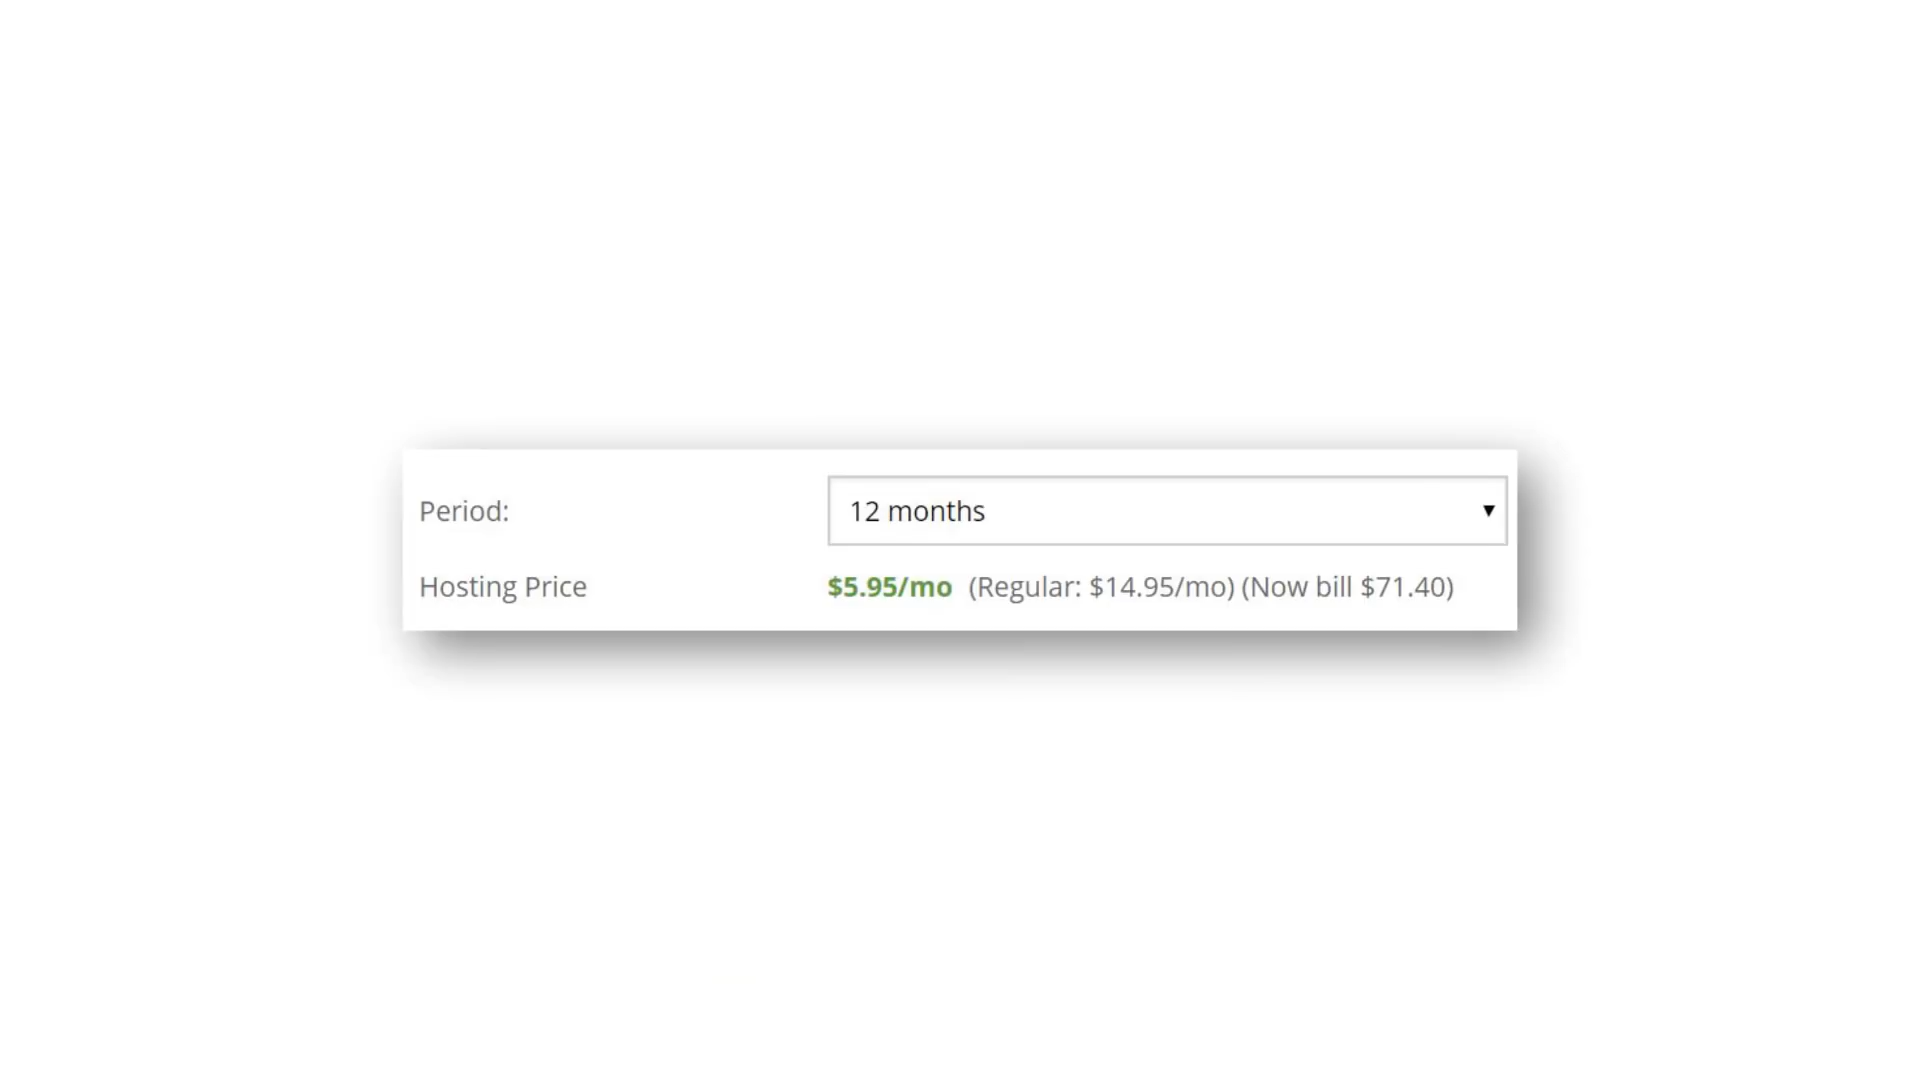 Period: 12 months
Hosting Price $5.95/mo (Regular: $14.95/mo) (Now bill $71.40)